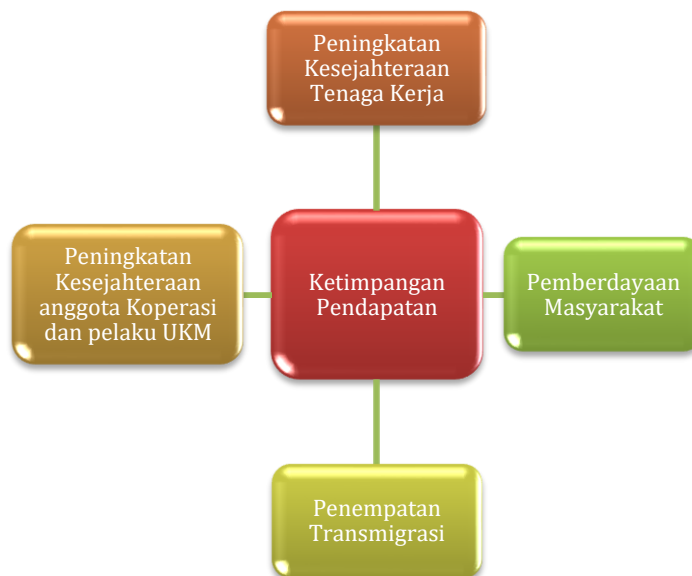 Peningkatan
Kesejahteraan
Tenaga Kerja
Peningkatan
Kesejahteraan
anggota Koperasi
dan pelaku UKM
Ketimpangan
Pendapatan
Pemberdayaan
Masyarakat
Penempatan
Transmigrasi